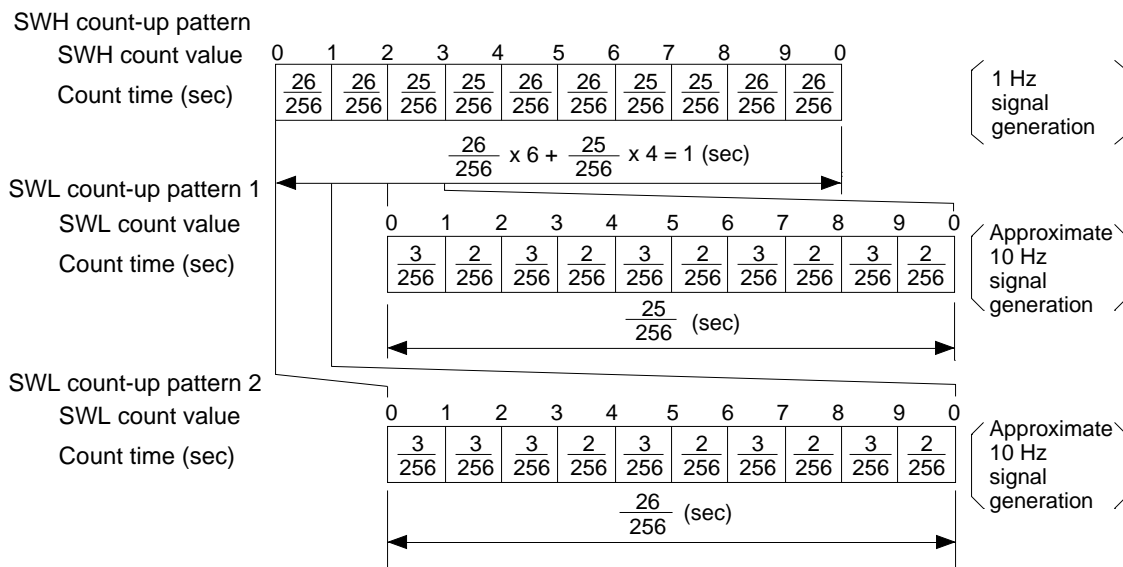 SWH count-up pattern
SWH count value 0 1 2 3 4 5 6 7 8 9 0
Count time (sec) 26/256 26/256 25/256 25/256 26/256 26/256 25/256 25/256 26/256 26/256
1 Hz
signal
generation
26/256 x 6 + 25/256 x 4 = 1 (sec)
SWL count-up pattern 1
SWL count value 0 1 2 3 4 5 6 7 8 9 0
Count time (sec) 3/256 2/256 3/256 2/256 3/256 2/256 3/256 2/256 3/256 2/256
Approximate
10 Hz
signal
generation
25/256 (sec)
SWL count-up pattern 2
SWL count value 0 1 2 3 4 5 6 7 8 9 0
Count time (sec) 3/256 3/256 3/256 2/256 3/256 2/256 3/256 2/256 3/256 2/256
Approximate
10 Hz
signal
generation
26/256 (sec)